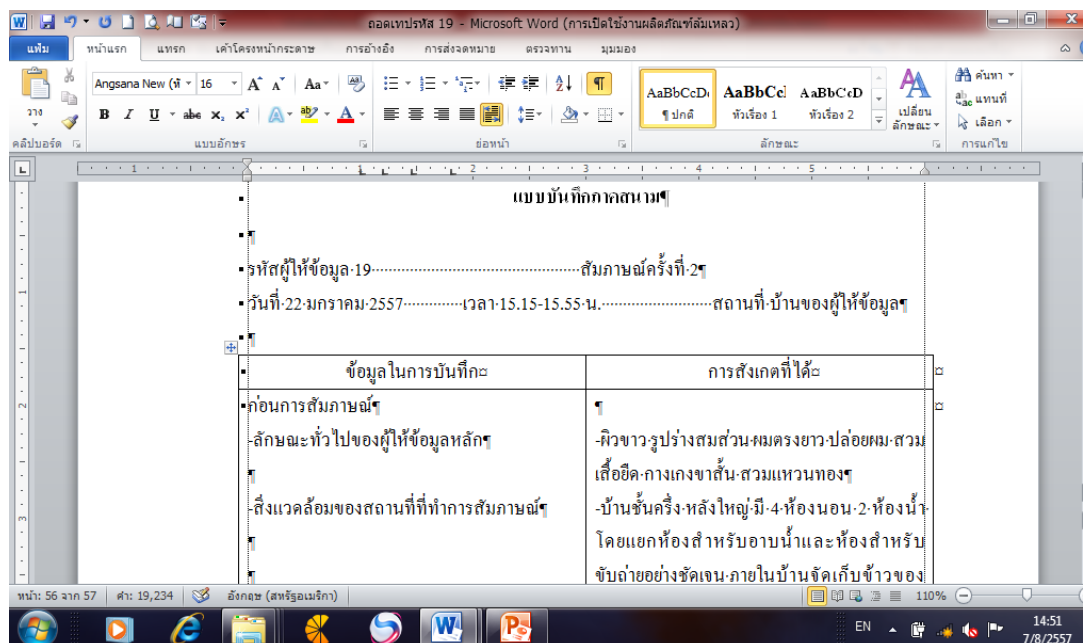 ถอดเทปรหัส 19 - Microsoft Word (การเปิดใช้งานผลิตภัณฑ์ล้มเหลว)
แฟ้ม หน้าแรก แทรก เค้าโครงหน้ากระดาษ การอ้างอิง การส่งจดหมาย ตรวจทาน มุมมอง
วาง
Angsana New 16
AaBbCcDc AaBbCcl AaBbCcD
¶ ปกติ หัวเรื่อง 1 หัวเรื่อง 2
เปลี่ยน
ลักษณะ
ค้นหา
แทนที่
เลือก
คลิปบอร์ด แบบอักษร ย่อหน้า ลักษณะ การแก้ไข
แบบบันทึกภาคสนาม¶
¶
รหัสผู้ให้ข้อมูล·19················································สัมภาษณ์ครั้งที่·2¶
วันที่·22·มกราคม·2557·············เวลา·15.15-15.55·น.·························สถานที่·บ้านของผู้ให้ข้อมูล¶
¶
ข้อมูลในการบันทึก¤ การสังเกตที่ได้¤
ก่อนการสัมภาษณ์¶
-ลักษณะทั่วไปของผู้ให้ข้อมูลหลัก¶
¶
-สิ่งแวดล้อมของสถานที่ที่ทำการสัมภาษณ์¶
¶
¶
¶
-ผิวขาว·รูปร่างสมส่วน·ผมตรงยาว·ปล่อยผม·สวม
เสื้อยืด·กางเกงขาสั้น·สวมแหวนทอง¶
-บ้านชั้นครึ่ง·หลังใหญ่·มี·4·ห้องนอน·2·ห้องน้ำ·
โดยแยกห้องสำหรับอาบน้ำและห้องสำหรับ
ขับถ่ายอย่างชัดเจน·ภายในบ้านจัดเก็บข้าวของ
หน้า: 56 จาก 57 คำ: 19,234 อังกฤษ (สหรัฐอเมริกา) 110%
EN 14:51
7/8/2557